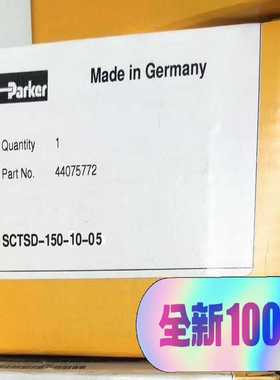 Parker
Made in Germany
Quantity 1
Part No. 44075772
SCTSD-150-10-05
全新100